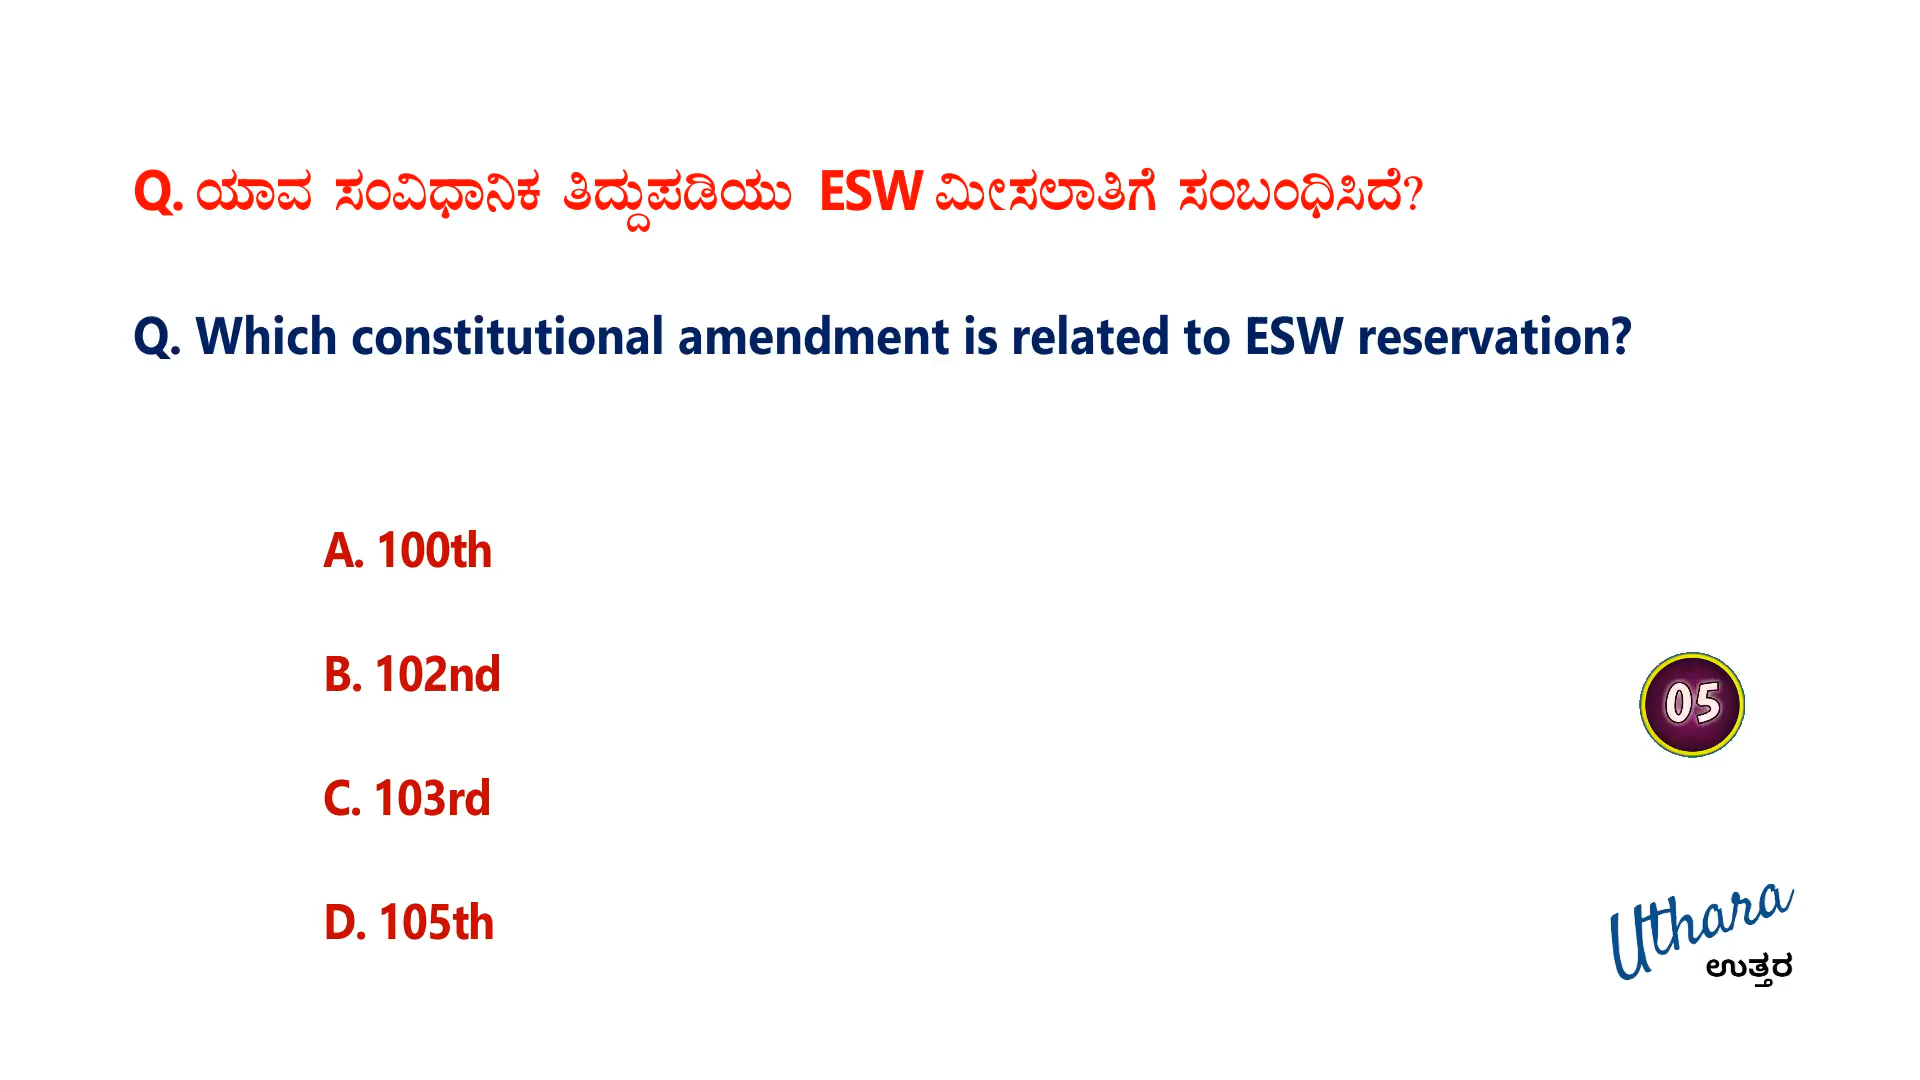 Q. ಯಾವ ಸಂವಿಧಾನಿಕ ತಿದ್ದುಪಡಿಯು ESW ಮೀಸಲಾತಿಗೆ ಸಂಬಂಧಿಸಿದೆ?
Q. Which constitutional amendment is related to ESW reservation?
A. 100th
B. 102nd
05
C. 103rd
D. 105th
Uthara
ಉತ್ತರ